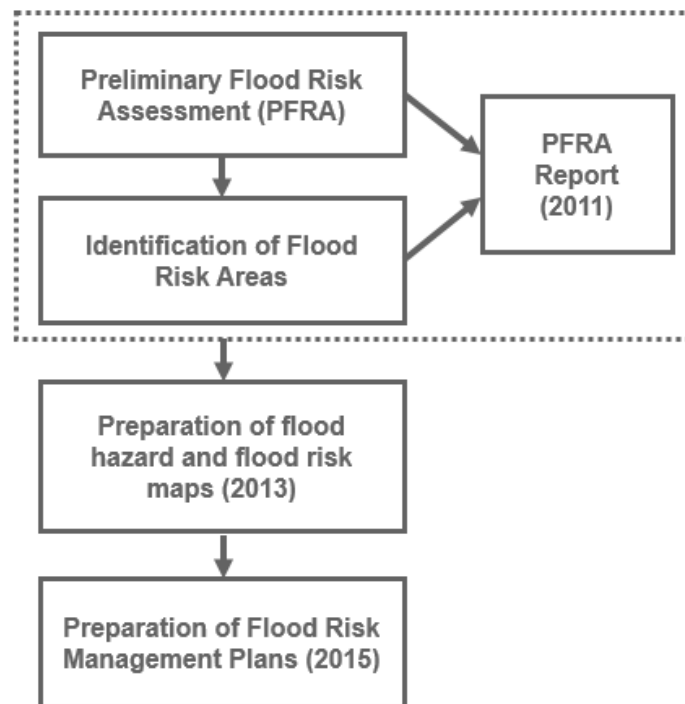 Preliminary Flood Risk
Assessment (PFRA)
PFRA
Report
(2011)
Identification of Flood
Risk Areas
Preparation of flood
hazard and flood risk
maps (2013)
Preparation of Flood Risk
Management Plans (2015)